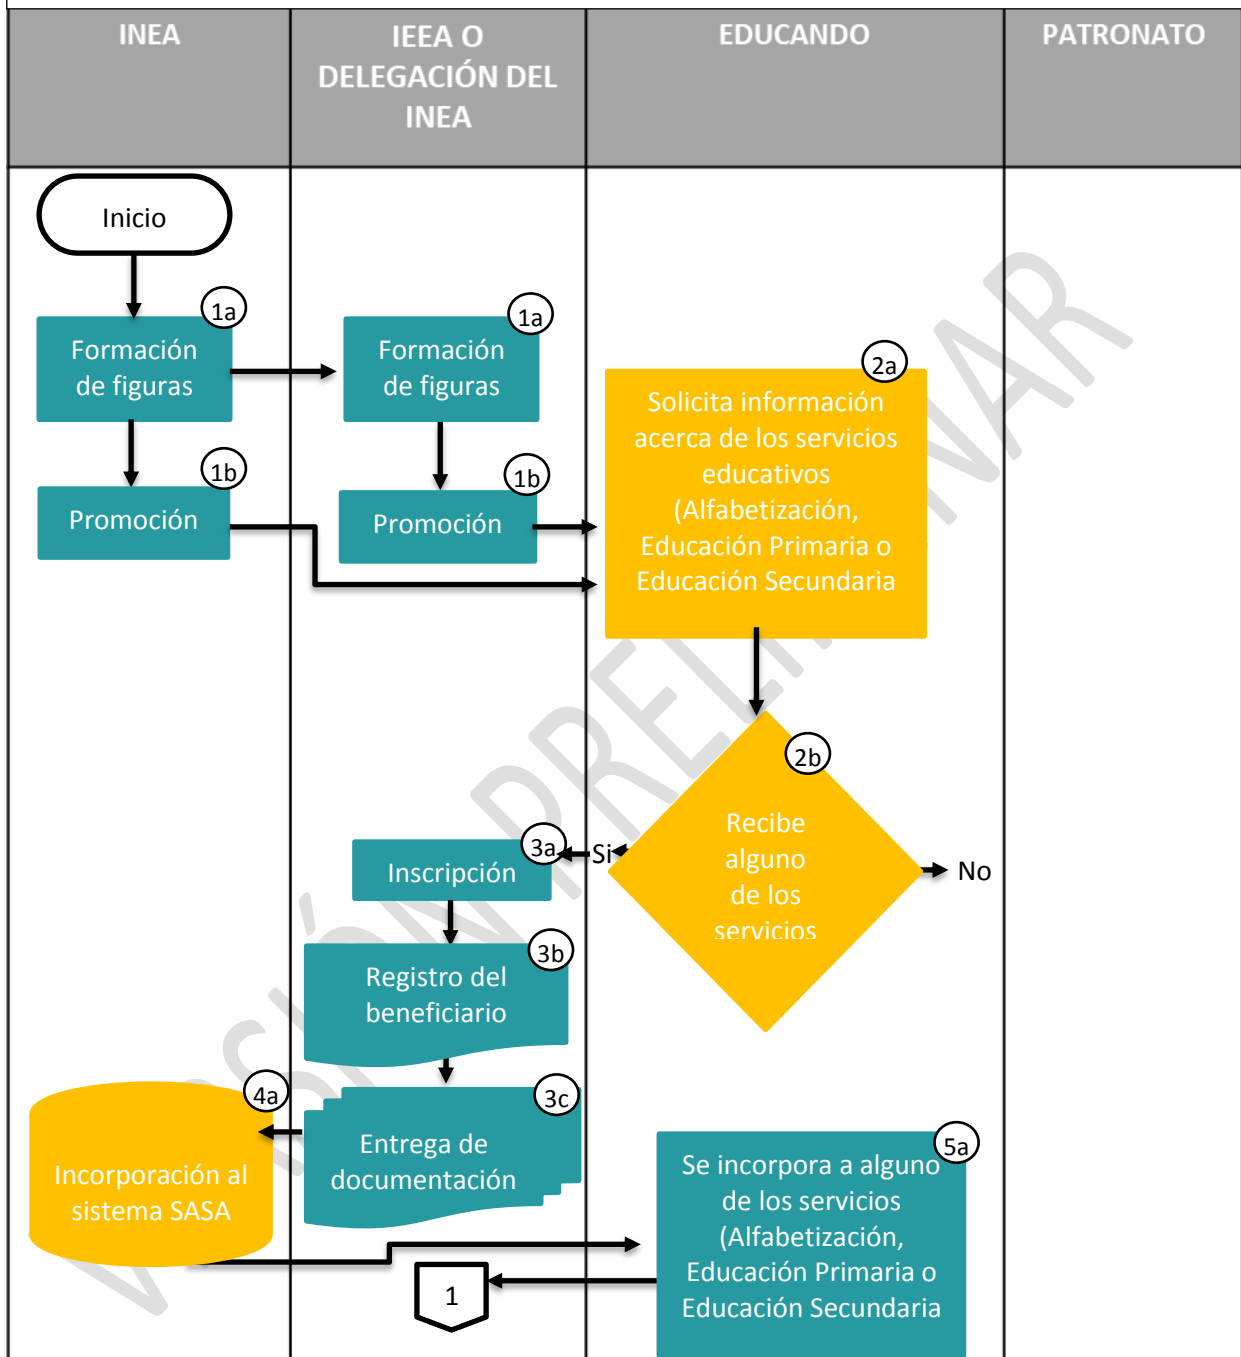 INEA
IEEA O
DELEGACIÓN DEL
INEA
EDUCANDO
PATRONATO
Inicio
1a
Formación
de figuras
1a
Formación
de figuras
1b
Promoción
1b
Promoción
2a
Solicita información
acerca de los servicios
educativos
(Alfabetización,
Educación Primaria o
Educación Secundaria
2b
Recibe
alguno
de los
servicios
Si
No
3a
Inscripción
3b
Registro del
beneficiario
3c
Entrega de
documentación
4a
Incorporación al
sistema SASA
5a
Se incorpora a alguno
de los servicios
(Alfabetización,
Educación Primaria o
Educación Secundaria
1
VERSIÓN PRELIMINAR